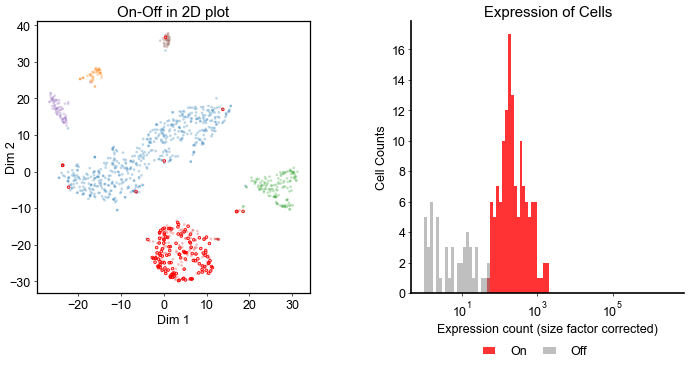 On-Off in 2D plot
40
30
20
10
0
−10
−20
−30
Dim 2
−20 −10 0 10 20 30
Dim 1
Expression of Cells
16
14
12
10
8
6
4
2
0
Cell Counts
10^1 10^3 10^5
Expression count (size factor corrected)
On Off